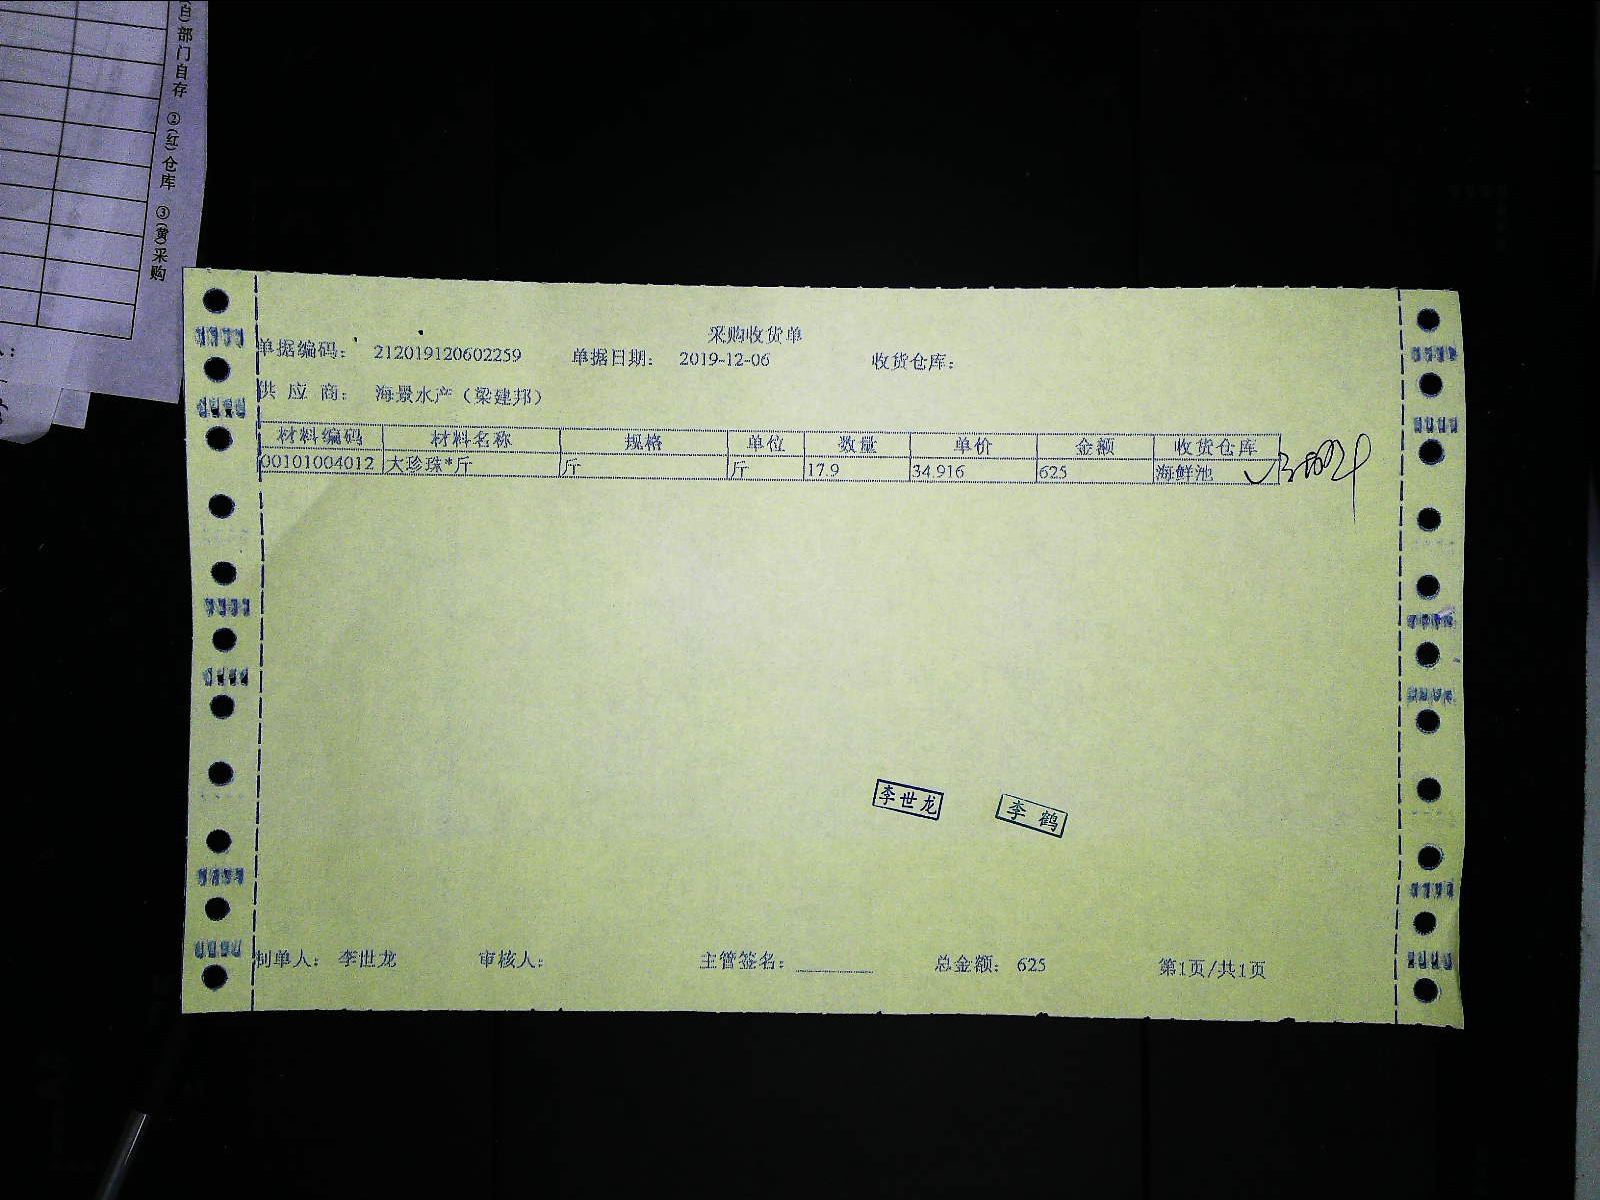 (白)部门自存 ②(红)仓库 ③(黄)采购
采购收货单
单据编码： 212019120602259 单据日期： 2019-12-06 收货仓库：
供 应 商： 海景水产（梁建邦）
材料编码 材料名称 规格 单位 数量 单价 金额 收货仓库
00101004012 大珍珠*斤 斤 斤 17.9 34.916 625 海鲜池
李世龙 李鹤
制单人： 李世龙 审核人： 主管签名： 总金额： 625 第1页/共1页